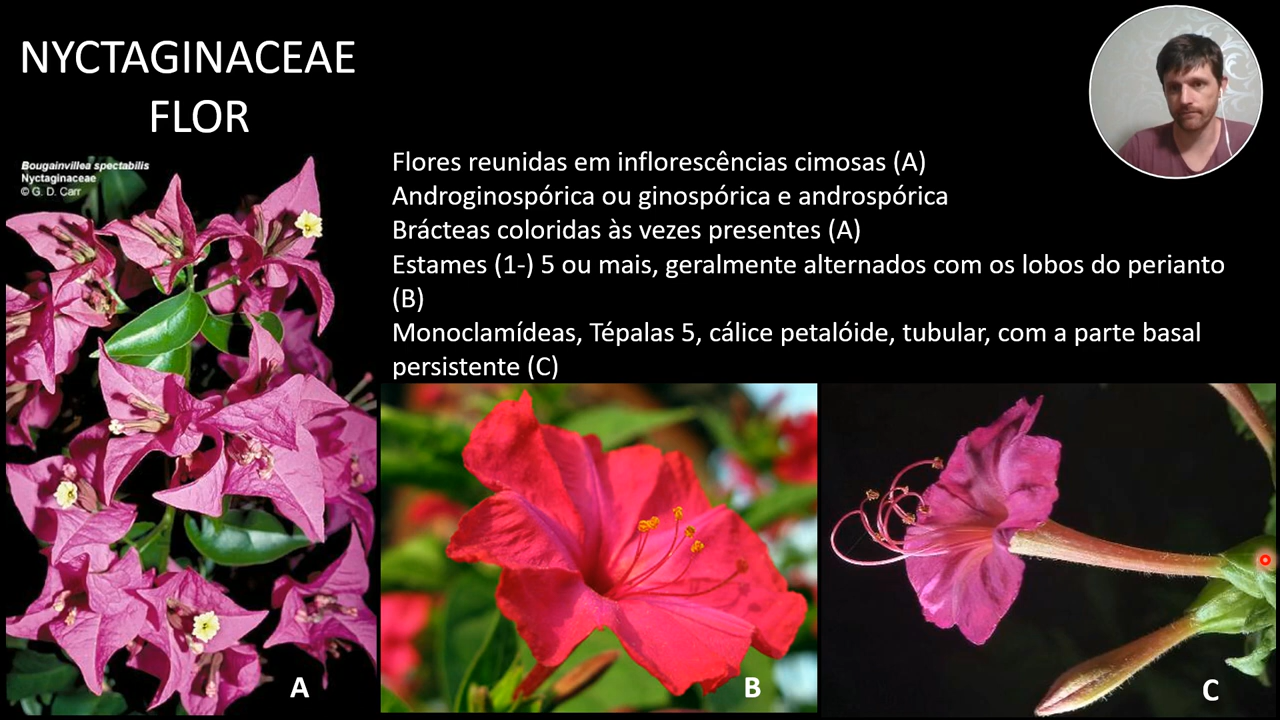 NYCTAGINACEAE
FLOR
Bougainvillea spectabilis
Nyctaginaceae
© G. D. Carr
Flores reunidas em inflorescências cimosas (A)
Androginospórica ou ginospórica e androspórica
Brácteas coloridas às vezes presentes (A)
Estames (1-) 5 ou mais, geralmente alternados com os lobos do perianto
(B)
Monoclamídeas, Tépalas 5, cálice petalóide, tubular, com a parte basal
persistente (C)
A
B
C